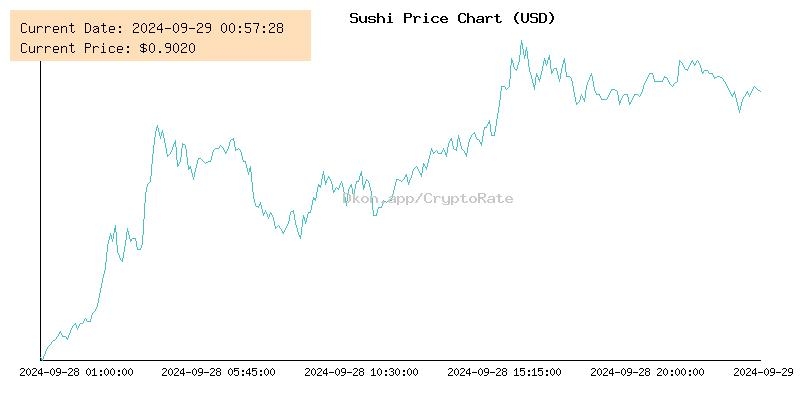 Sushi Price Chart (USD)
Current Date: 2024-09-29 00:57:28
Current Price: $0.9020
Dkon.app/CryptoRate
2024-09-28 01:00:00 2024-09-28 05:45:00 2024-09-28 10:30:00 2024-09-28 15:15:00 2024-09-28 20:00:00 2024-09-29